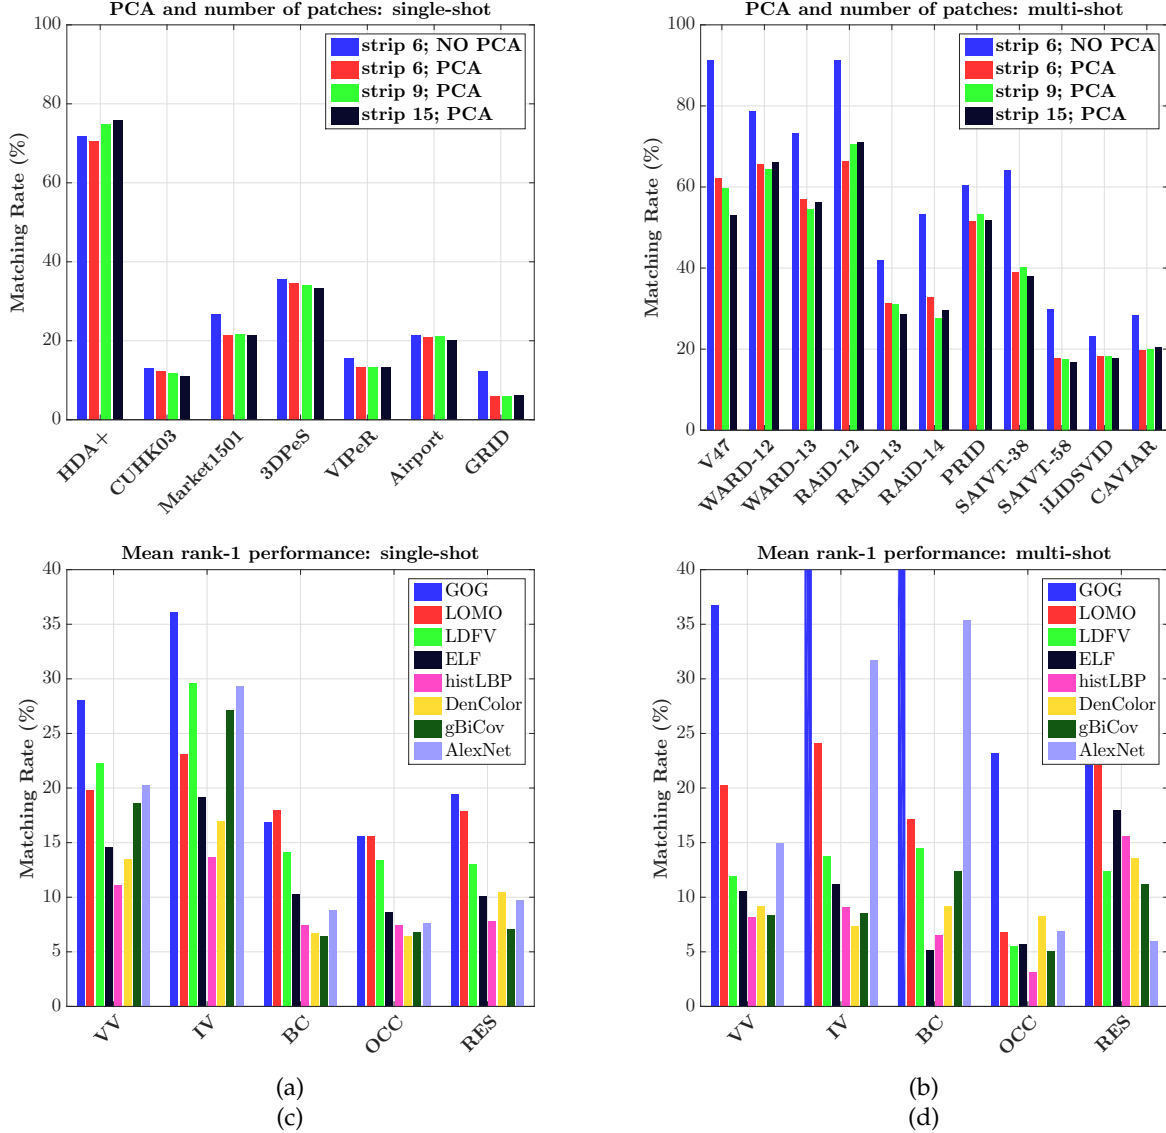 PCA and number of patches: single-shot
100
80
60
40
20
0
Matching Rate (%)
strip 6; NO PCA
strip 6; PCA
strip 9; PCA
strip 15; PCA
HDA+
CUHK03
Market1501
3DPeS
VIPeR
Airport
GRID
PCA and number of patches: multi-shot
100
80
60
40
20
0
Matching Rate (%)
strip 6; NO PCA
strip 6; PCA
strip 9; PCA
strip 15; PCA
V47
WARD-12
WARD-13
RAiD-12
RAiD-13
RAiD-14
PRID
SAIVT-38
SAIVT-58
iLIDSVID
CAVIAR
Mean rank-1 performance: single-shot
40
35
30
25
20
15
10
5
0
Matching Rate (%)
GOG
LOMO
LDFV
ELF
histLBP
DenColor
gBiCov
AlexNet
VV
IV
BC
OCC
RES
Mean rank-1 performance: multi-shot
40
35
30
25
20
15
10
5
0
Matching Rate (%)
GOG
LOMO
LDFV
ELF
histLBP
DenColor
gBiCov
AlexNet
VV
IV
BC
OCC
RES
(a)
(b)
(c)
(d)